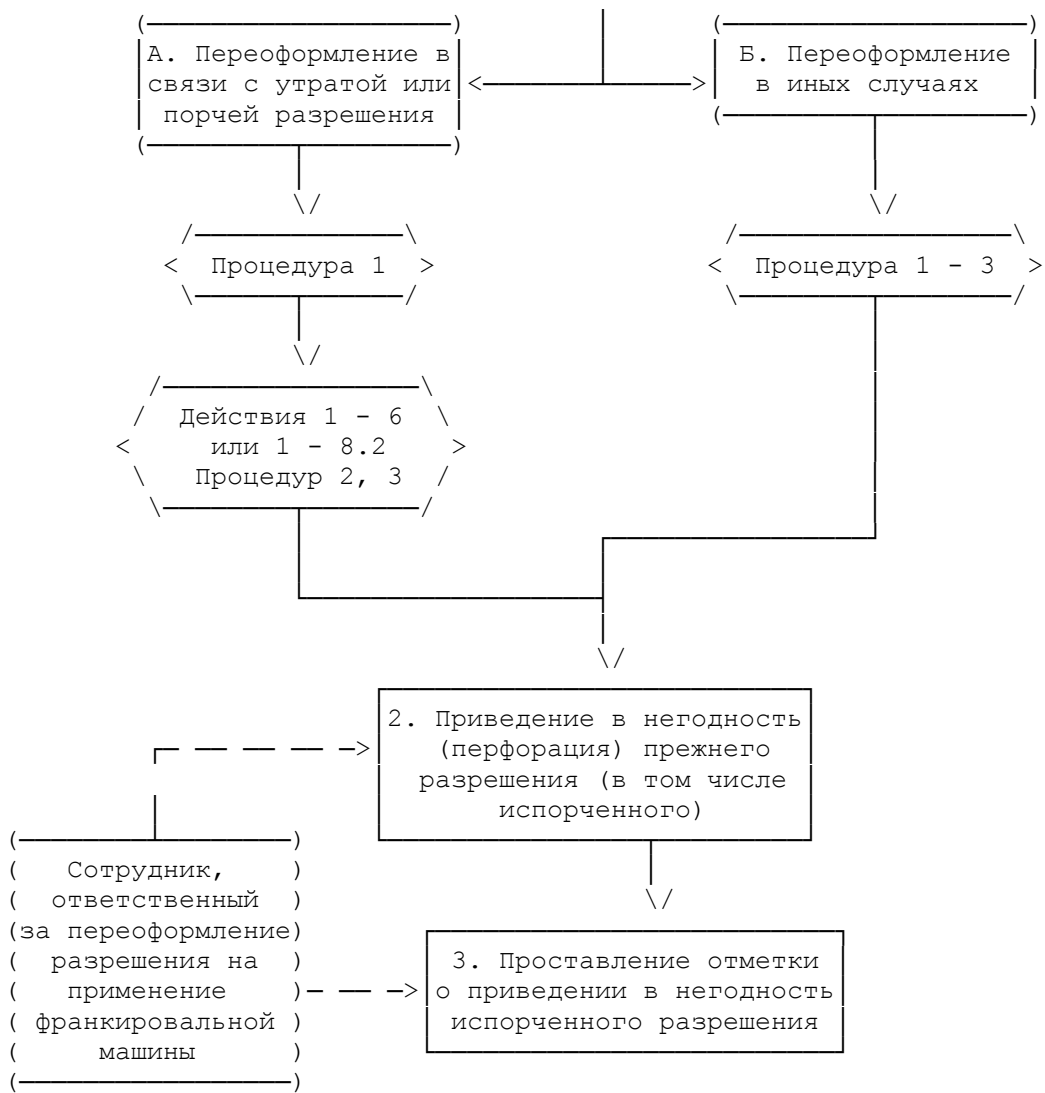 А. Переоформление в
связи с утратой или
порчей разрешения
Б. Переоформление
в иных случаях
Процедура 1
Процедура 1 - 3
Действия 1 - 6
или 1 - 8.2
Процедур 2, 3
2. Приведение в негодность
(перфорация) прежнего
разрешения (в том числе
испорченного)
Сотрудник,
ответственный
за переоформление
разрешения на
применение
франкировальной
машины
3. Проставление отметки
о приведении в негодность
испорченного разрешения